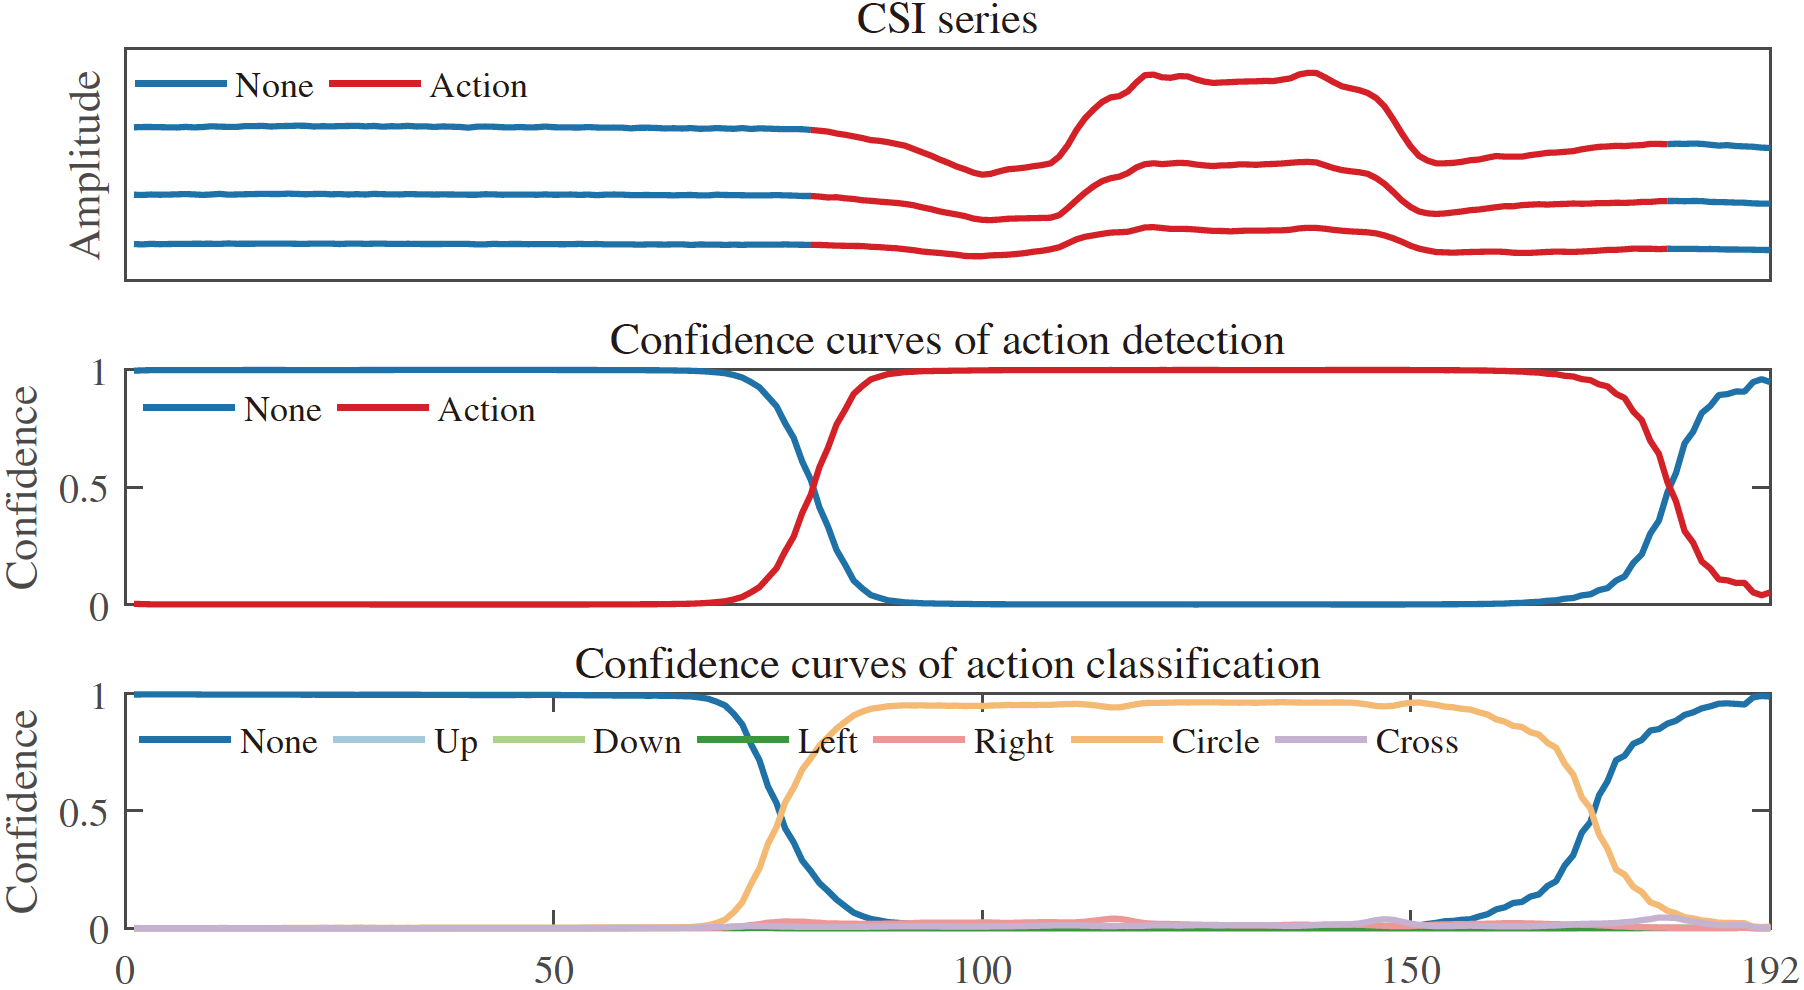 CSI series
Amplitude
None Action
Confidence curves of action detection
Confidence
1
None Action
0.5
0
Confidence curves of action classification
Confidence
1
None Up Down Left Right Circle Cross
0.5
0
0 50 100 150 192